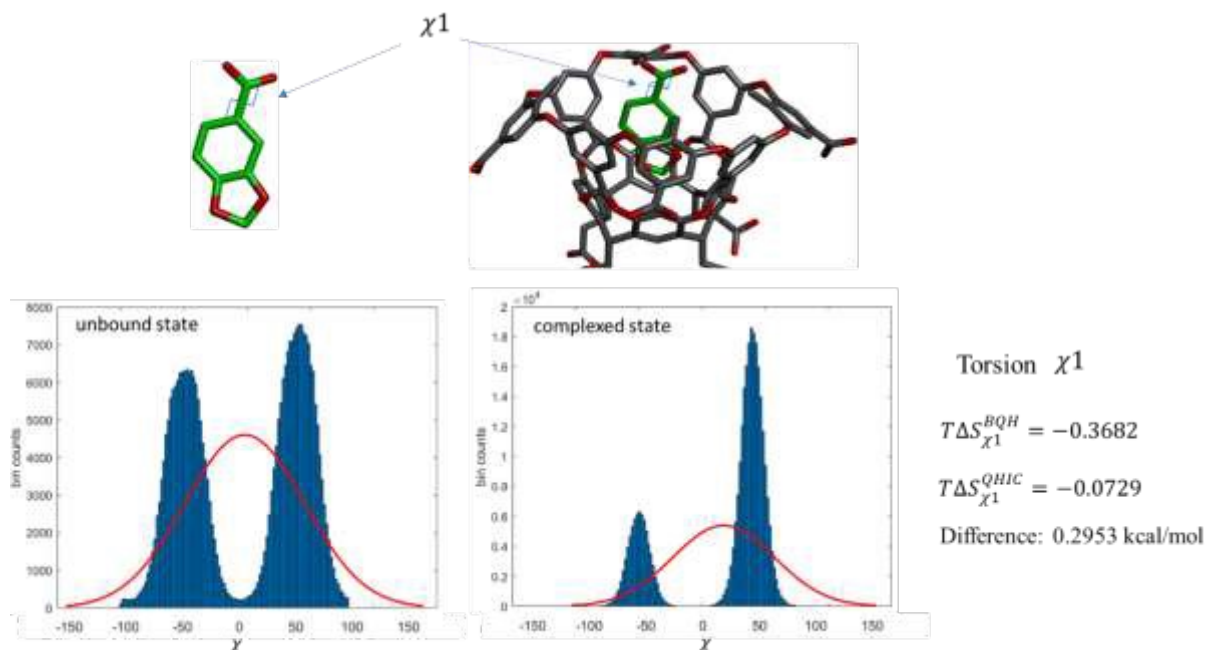 χ1
unbound state
bin counts
8000
7000
6000
5000
4000
3000
2000
1000
0
-150 -100 -50 0 50 100 150
χ
×10⁴
complexed state
bin counts
2
1.8
1.6
1.4
1.2
1
0.8
0.6
0.4
0.2
0
-150 -100 -50 0 50 100 150
χ
Torsion χ1
TΔS_{χ1}^{BQH} = −0.3682
TΔS_{χ1}^{QHIC} = −0.0729
Difference: 0.2953 kcal/mol